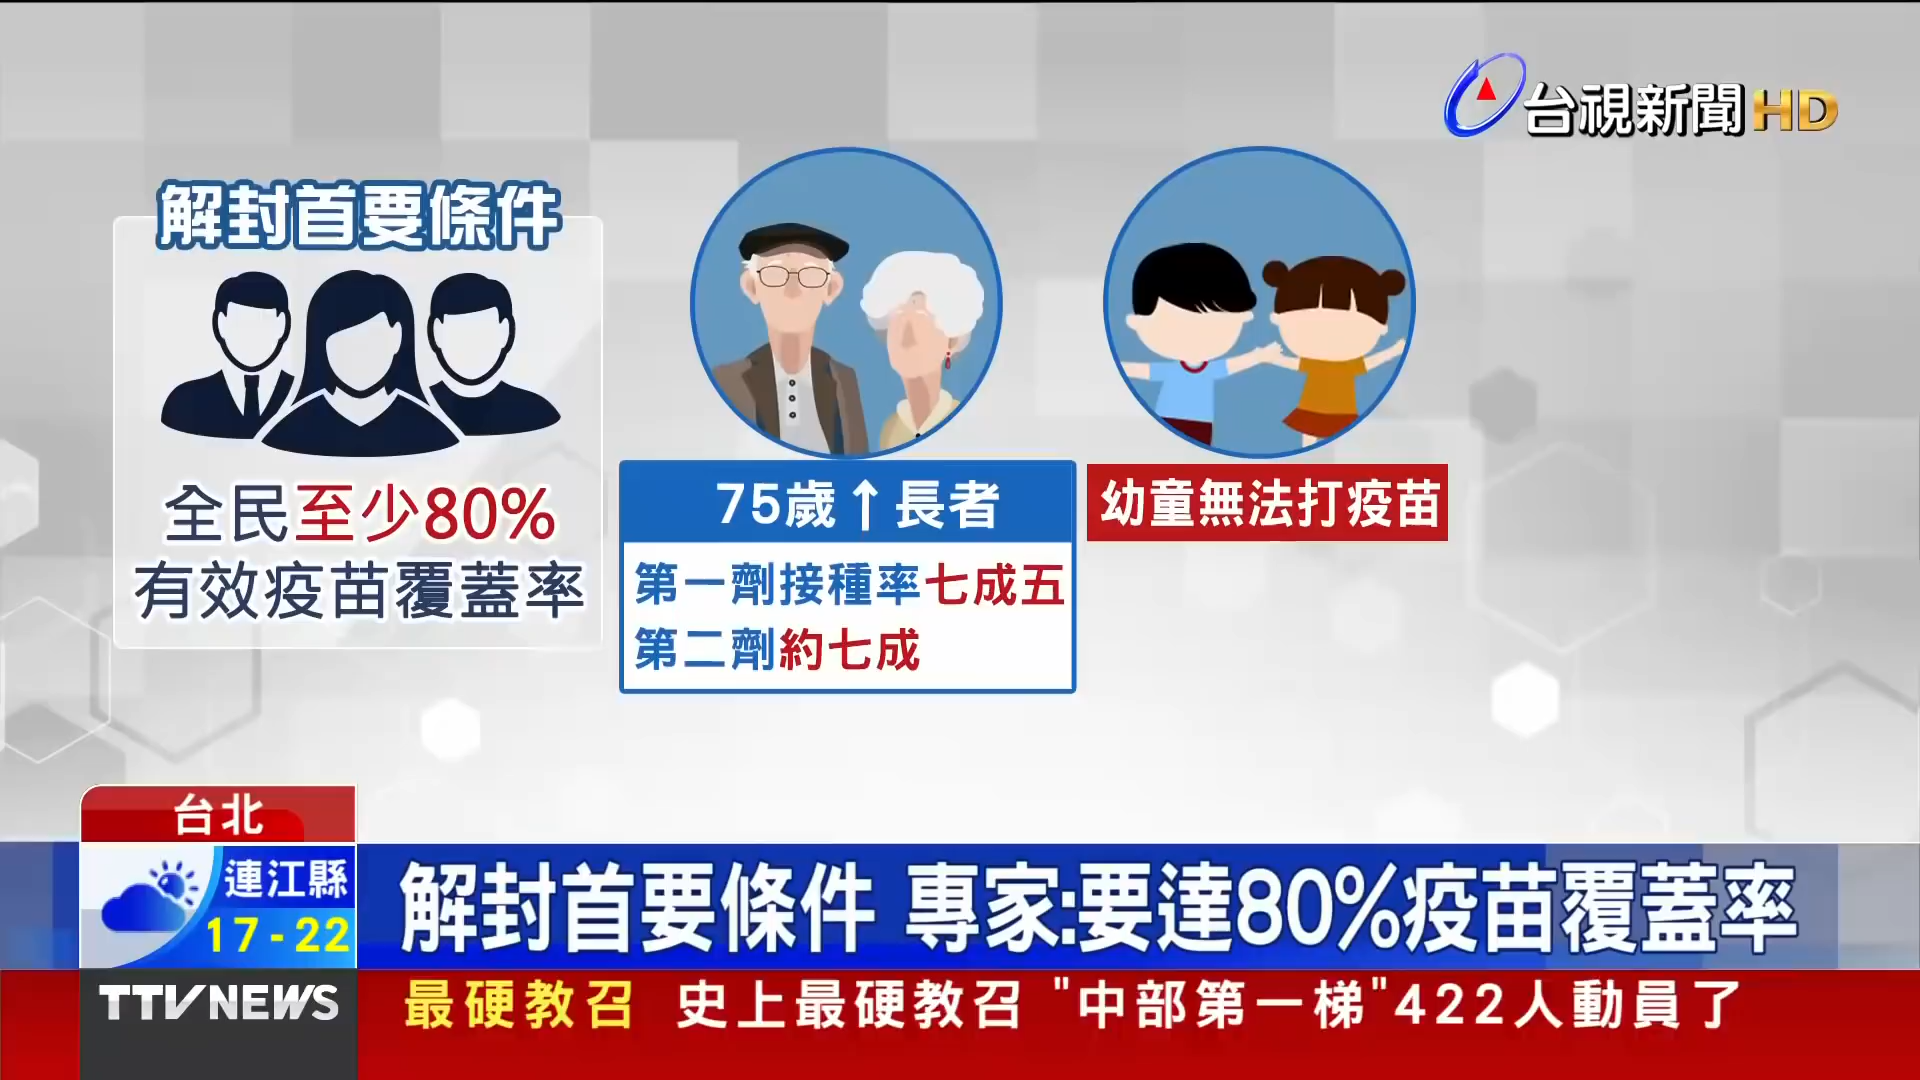 台視新聞HD
解封首要條件
全民至少80%
有效疫苗覆蓋率
75歲↑長者
第一劑接種率七成五
第二劑約七成
幼童無法打疫苗
台北
連江縣
17-22
解封首要條件 專家:要達80%疫苗覆蓋率
TTV NEWS
最硬教召 史上最硬教召 "中部第一梯"422人動員了